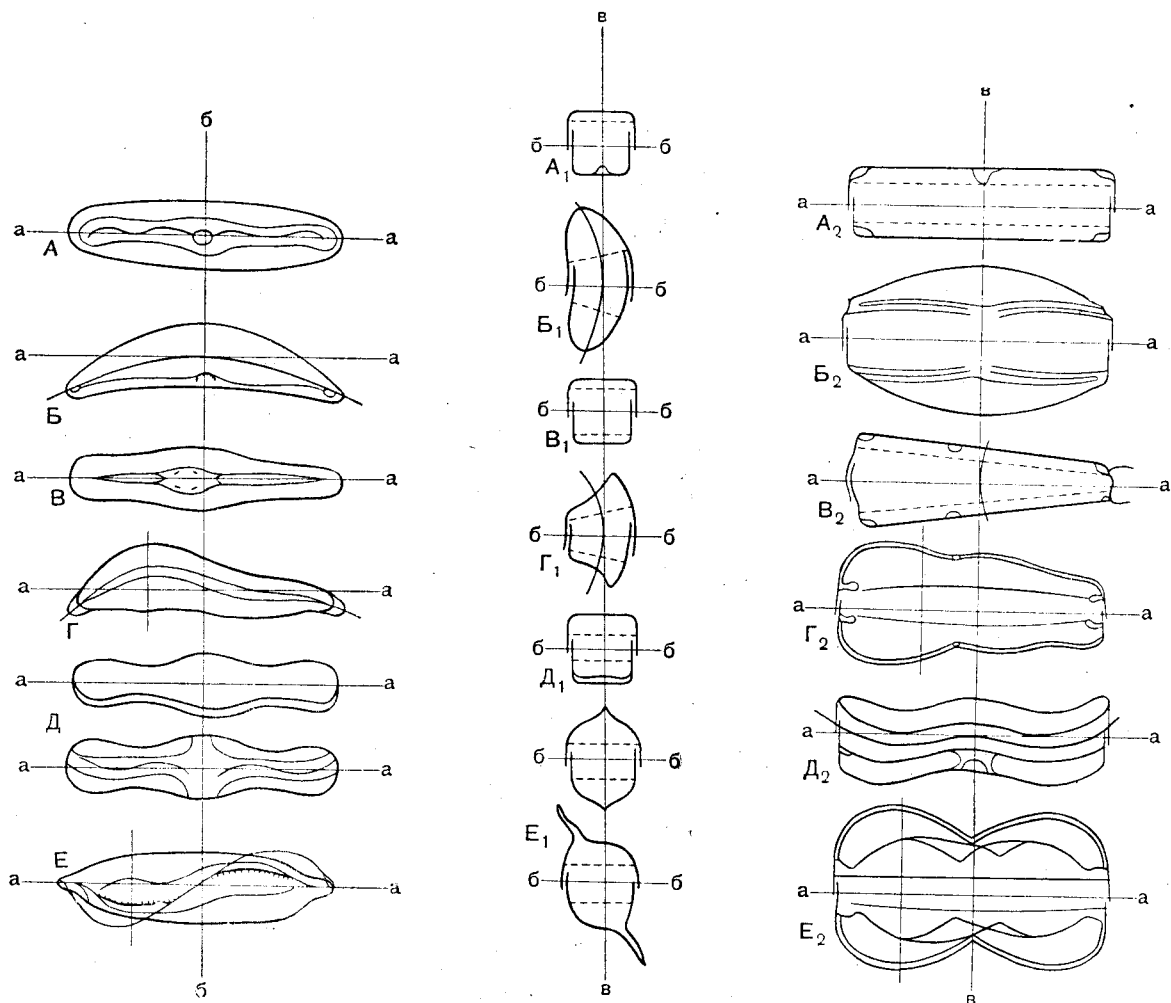 б
а а
А
а а
Б
а а
В
а а
Г
а а
Д
а а
Е
а а
б
в
б б
А₁
б б
Б₁
б б
В₁
б б
Г₁
б б
Д₁
б б
Е₁
б б
в
в
а а
А₂
а а
Б₂
а а
В₂
а а
Г₂
а а
Д₂
а а
Е₂
в